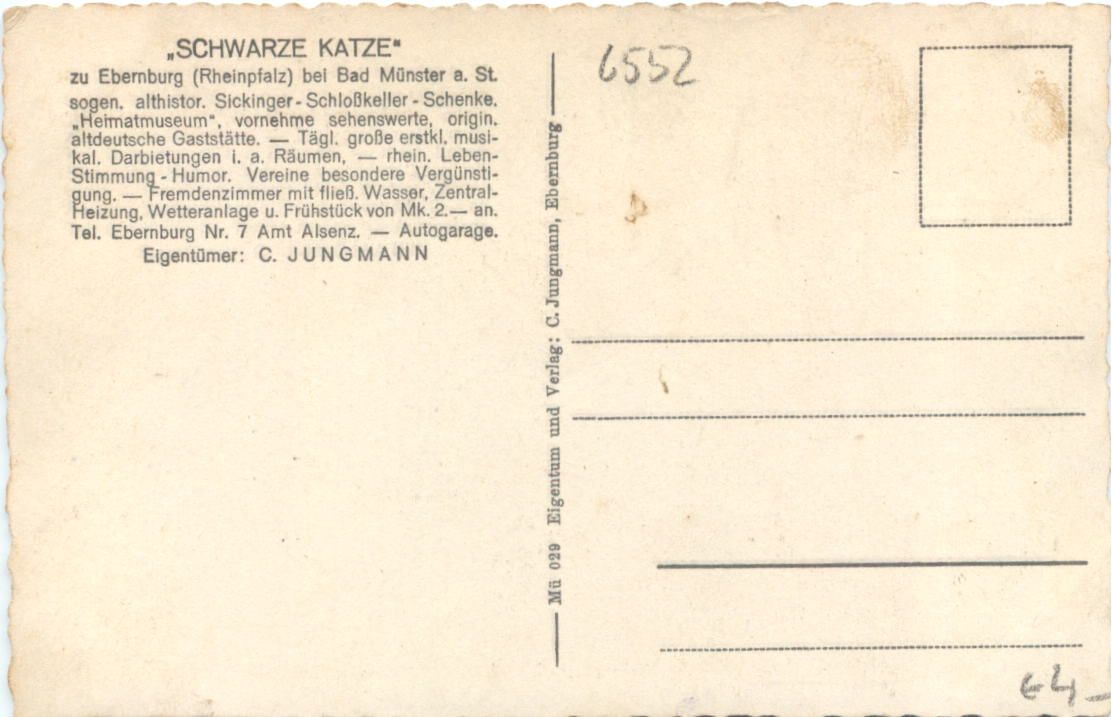 „SCHWARZE KATZE“
zu Ebernburg (Rheinpfalz) bei Bad Münster a. St.
sogen. althistor. Sickinger-Schloßkeller-Schenke.
„Heimatmuseum“, vornehme sehenswerte, origin.
altdeutsche Gaststätte. — Tägl. große erstkl. musi-
kal. Darbietungen i. a. Räumen, — rhein. Leben-
Stimmung-Humor. Vereine besondere Vergünsti-
gung. — Fremdenzimmer mit fließ. Wasser, Zentral-
Heizung, Wetteranlage u. Frühstück von Mk. 2.— an.
Tel. Ebernburg Nr. 7 Amt Alsenz. — Autogarage.
Eigentümer: C. JUNGMANN
Mü 029 Eigentum und Verlag: C. Jungmann, Ebernburg
6552